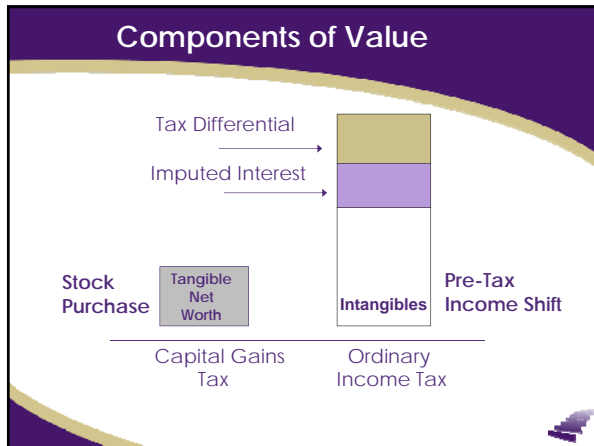 Components of Value
Tax Differential
Imputed Interest
Stock
Purchase
Tangible
Net
Worth
Intangibles
Pre-Tax
Income Shift
Capital Gains
Tax
Ordinary
Income Tax